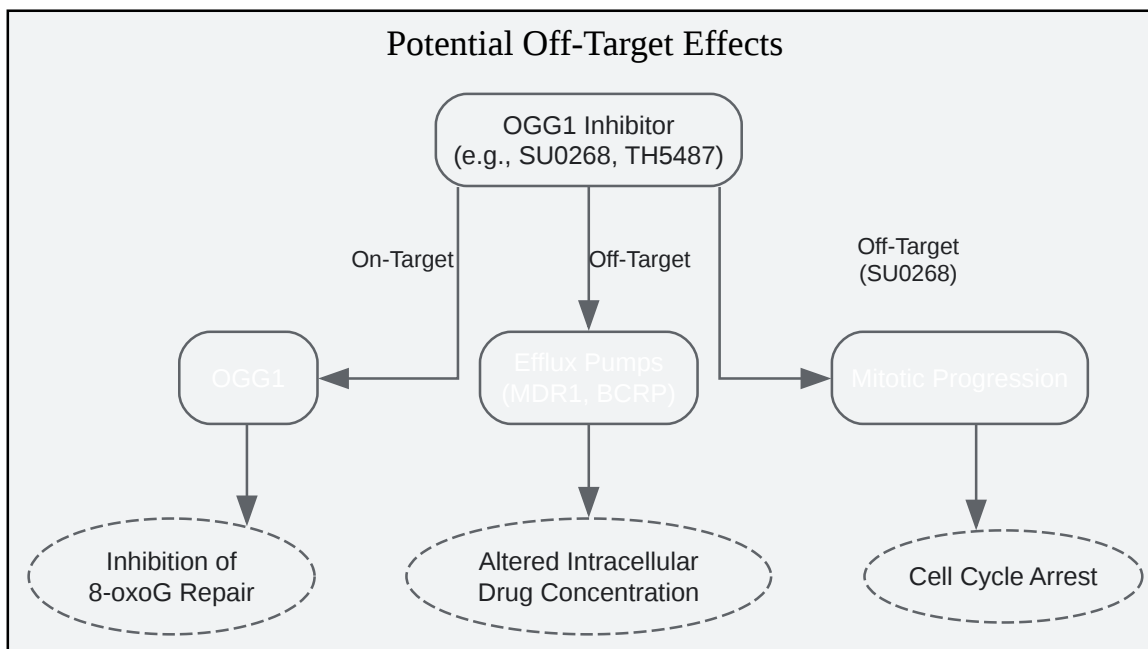 Potential Off-Target Effects
OGG1 Inhibitor
(e.g., SU0268, TH5487)
On-Target
Off-Target
Off-Target
(SU0268)
OGG1
Efflux Pumps
(MDR1, BCRP)
Mitotic Progression
Inhibition of
8-oxoG Repair
Altered Intracellular
Drug Concentration
Cell Cycle Arrest